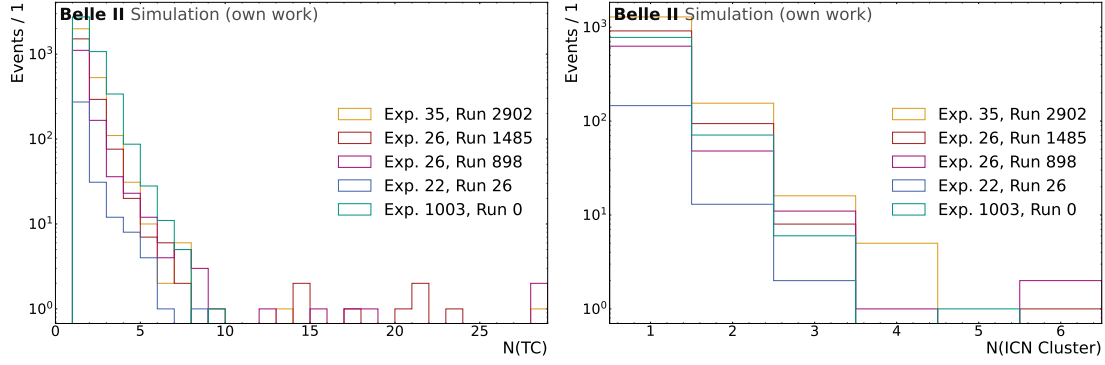 Belle II Simulation (own work)
Events / 1
10³
10²
10¹
10⁰
Exp. 35, Run 2902
Exp. 26, Run 1485
Exp. 26, Run 898
Exp. 22, Run 26
Exp. 1003, Run 0
0 5 10 15 20 25
N(TC)
Belle II Simulation (own work)
Events / 1
10³
10²
10¹
10⁰
Exp. 35, Run 2902
Exp. 26, Run 1485
Exp. 26, Run 898
Exp. 22, Run 26
Exp. 1003, Run 0
1 2 3 4 5 6
N(ICN Cluster)